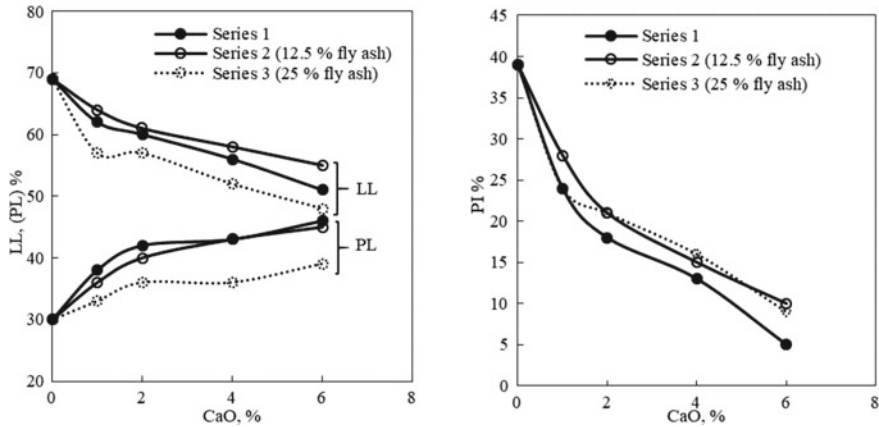 80
70
60
50
40
30
20
LL, (PL) %
Series 1
Series 2 (12.5 % fly ash)
Series 3 (25 % fly ash)
LL
PL
0 2 4 6 8
CaO, %
45
40
35
30
25
20
15
10
5
0
PI %
Series 1
Series 2 (12.5 % fly ash)
Series 3 (25 % fly ash)
0 2 4 6 8
CaO, %